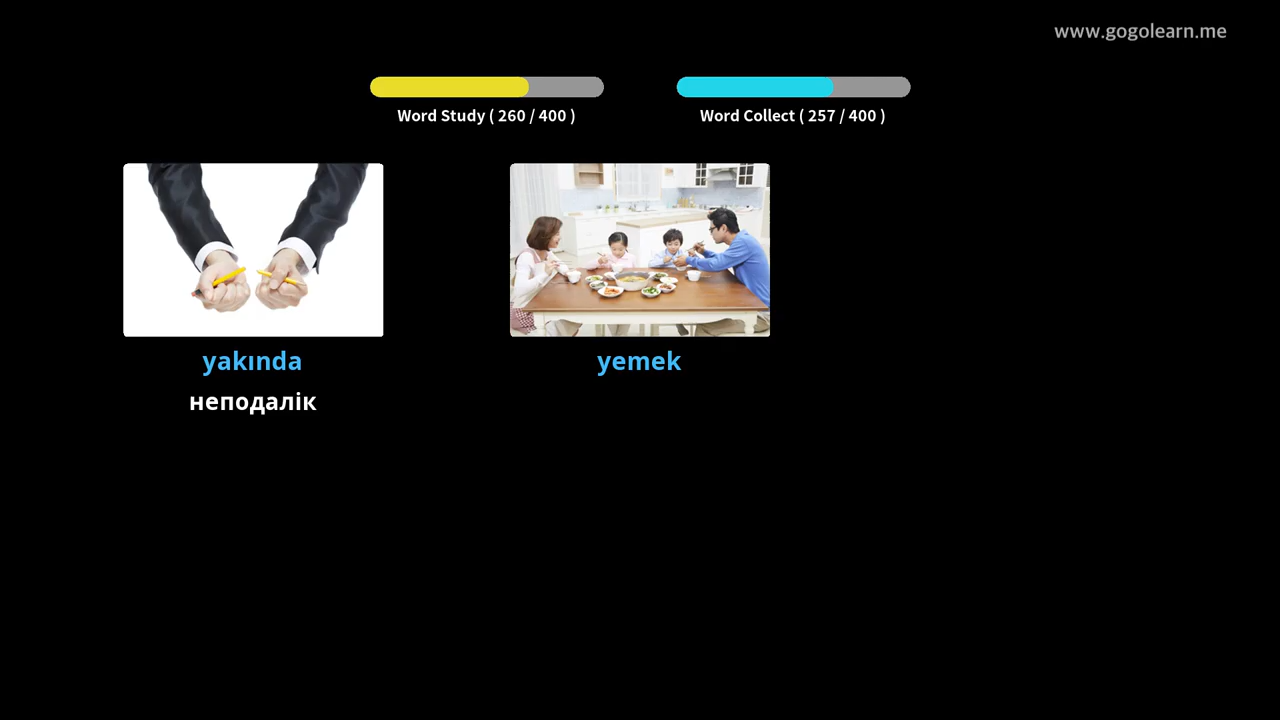 www.gogolearn.me
Word Study ( 260 / 400 )
Word Collect ( 257 / 400 )
yakında
неподалік
yemek